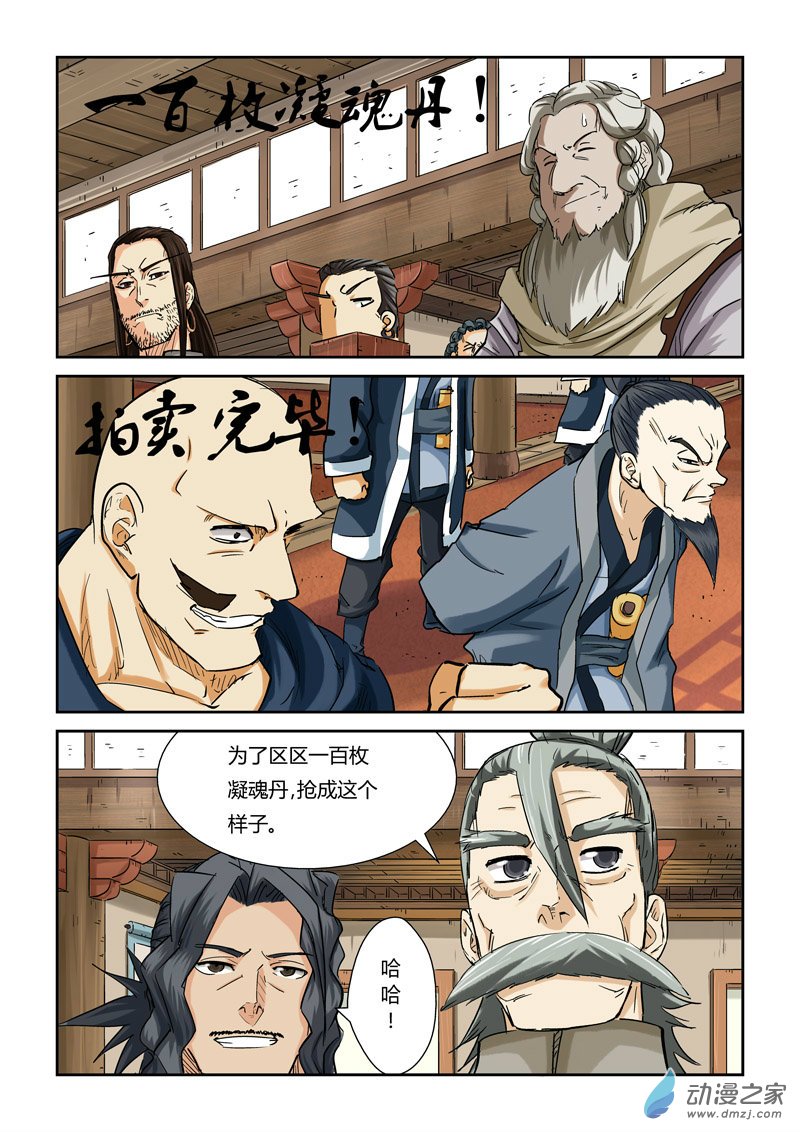 一百枚凝魂丹！
拍卖完毕！
为了区区一百枚
凝魂丹,抢成这个
样子。
哈
哈
！
动漫之家
www.dmzj.com